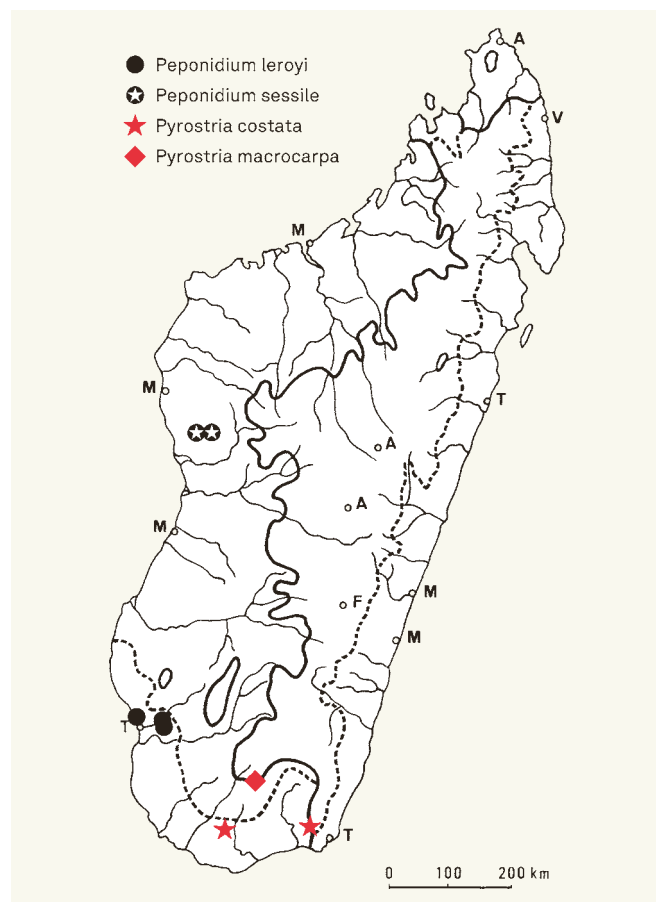 A
Peponidium leroyi
Peponidium sessile
Pyrostria costata
Pyrostria macrocarpa
V
M
M
T
A
A
M
F
M
M
T
T
0 100 200 km